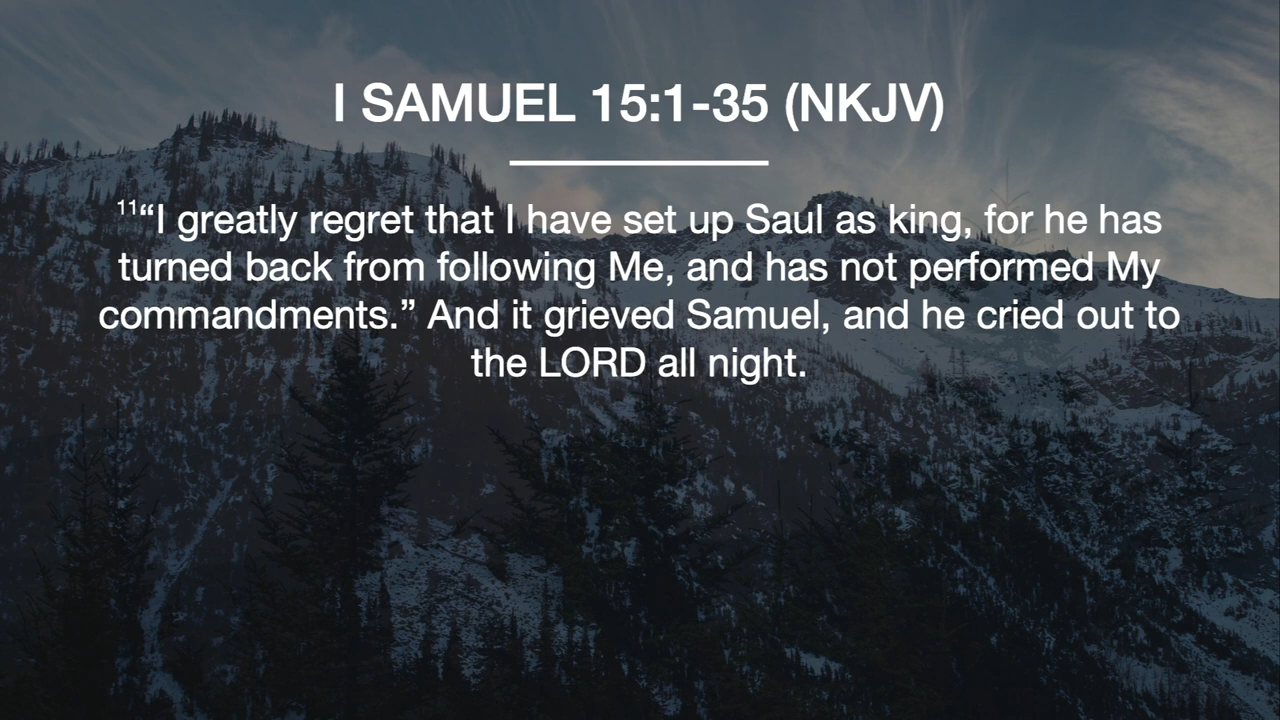 I SAMUEL 15:1-35 (NKJV)
¹¹“I greatly regret that I have set up Saul as king, for he has
turned back from following Me, and has not performed My
commandments.” And it grieved Samuel, and he cried out to
the LORD all night.